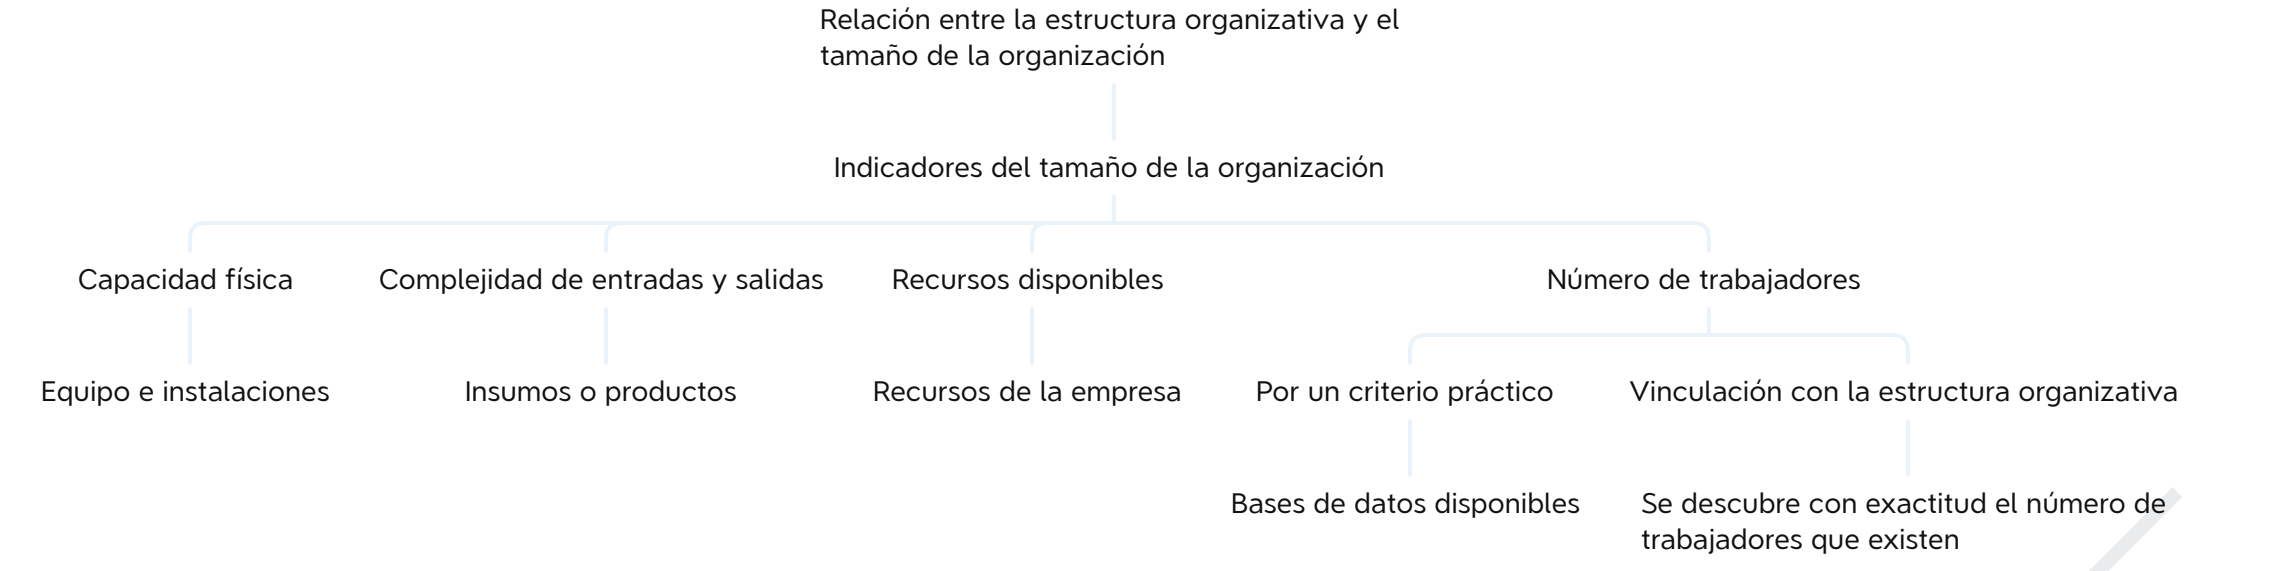 Relación entre la estructura organizativa y el
tamaño de la organización
Indicadores del tamaño de la organización
Capacidad física
Complejidad de entradas y salidas
Recursos disponibles
Número de trabajadores
Equipo e instalaciones
Insumos o productos
Recursos de la empresa
Por un criterio práctico
Vinculación con la estructura organizativa
Bases de datos disponibles
Se descubre con exactitud el número de
trabajadores que existen